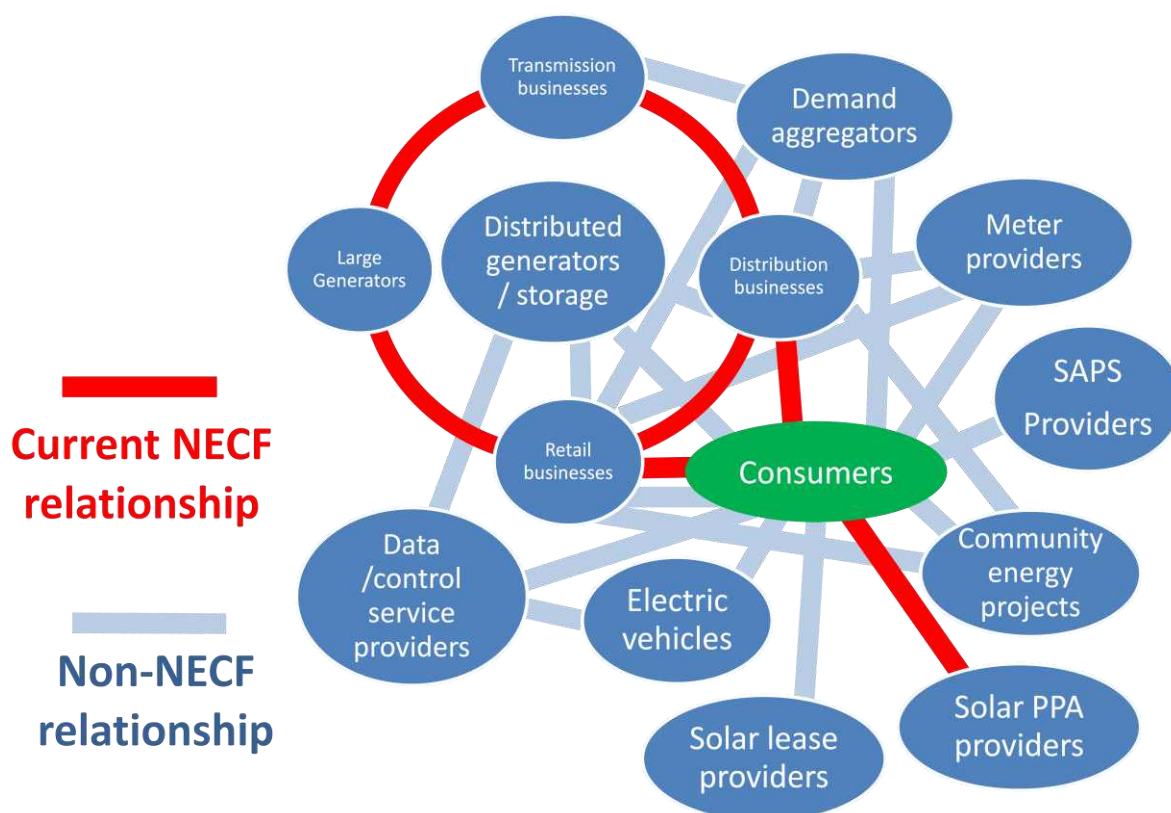 Transmission
businesses
Demand
aggregators
Large
Generators
Distributed
generators
/ storage
Distribution
businesses
Meter
providers
SAPS
Providers
Current NECF
relationship
Retail
businesses
Consumers
Data
/control
service
providers
Electric
vehicles
Community
energy
projects
Non-NECF
relationship
Solar lease
providers
Solar PPA
providers